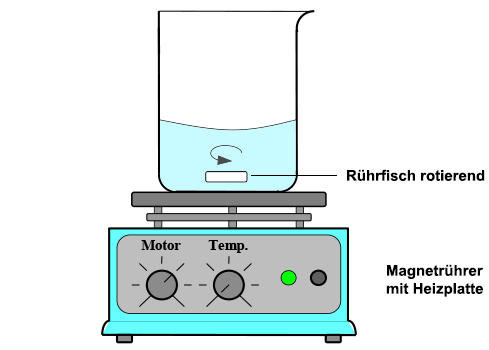 Rührfisch rotierend
Motor Temp.
Magnetrührer
mit Heizplatte